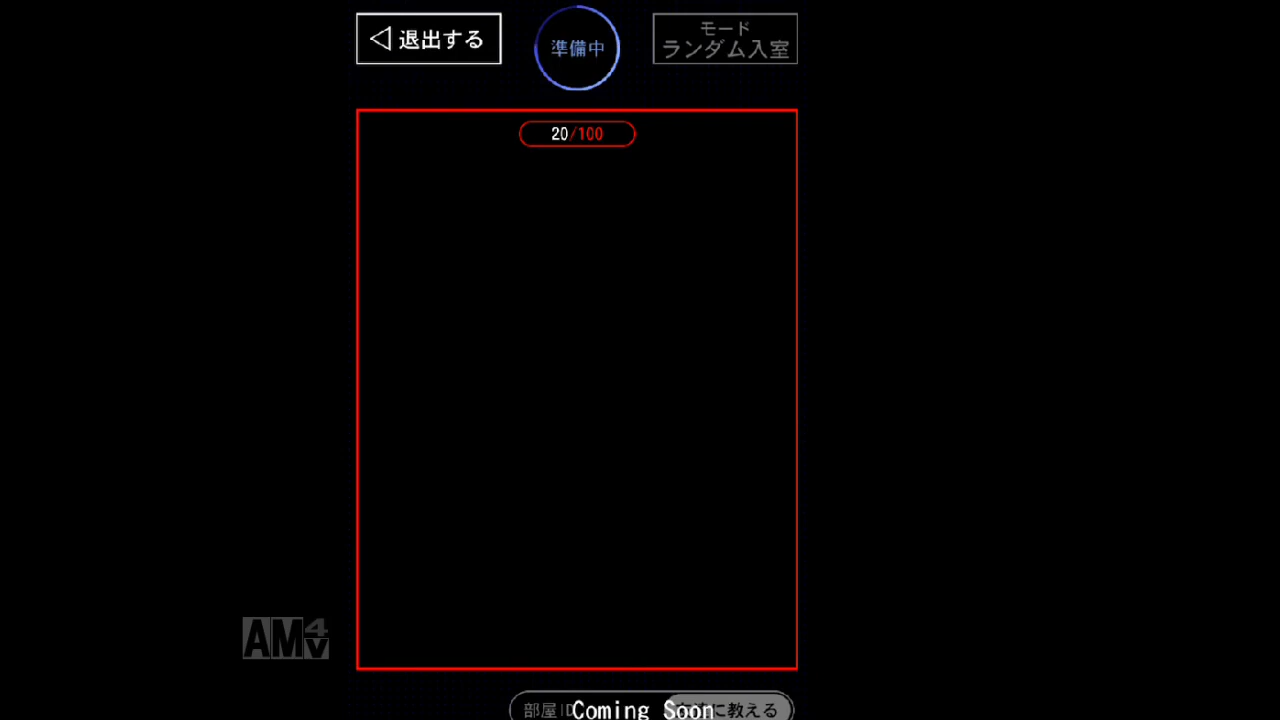 ◁ 退出する
準備中
モード
ランダム入室
20/100
AM4V
部屋ID
Coming Soon
に教える